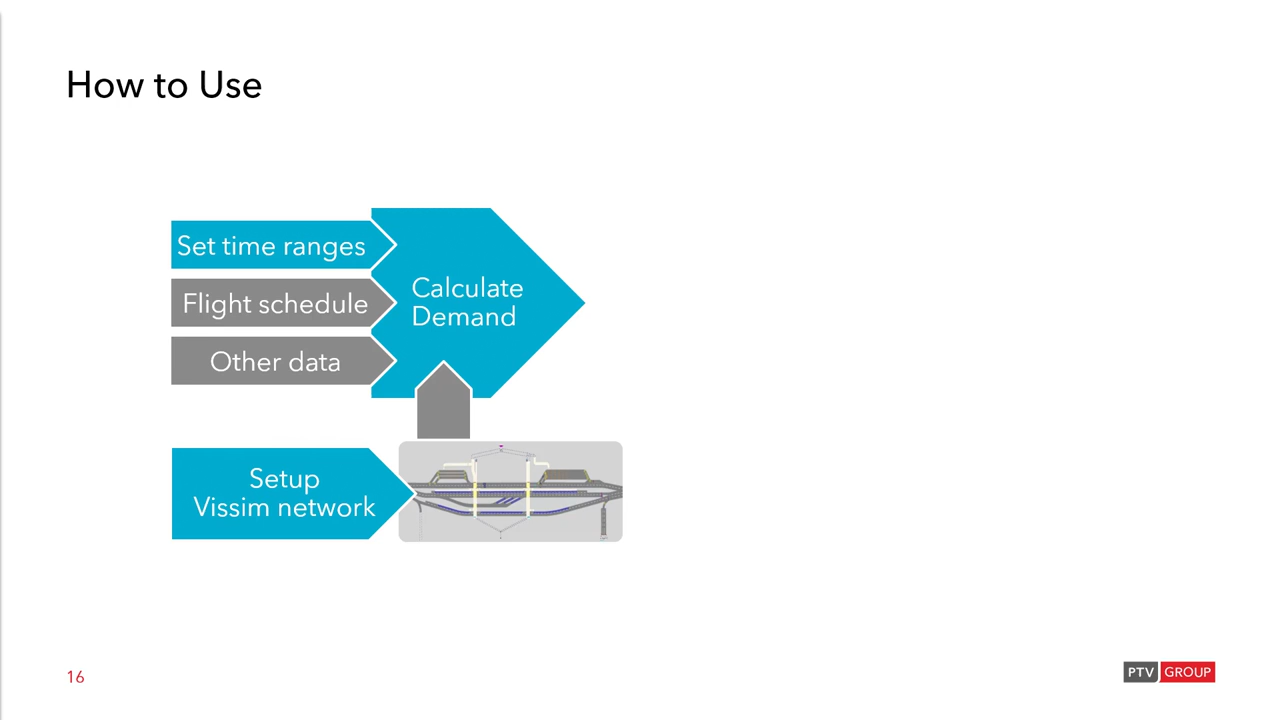 How to Use
Set time ranges
Flight schedule
Other data
Calculate
Demand
Setup
Vissim network
16
PTV GROUP